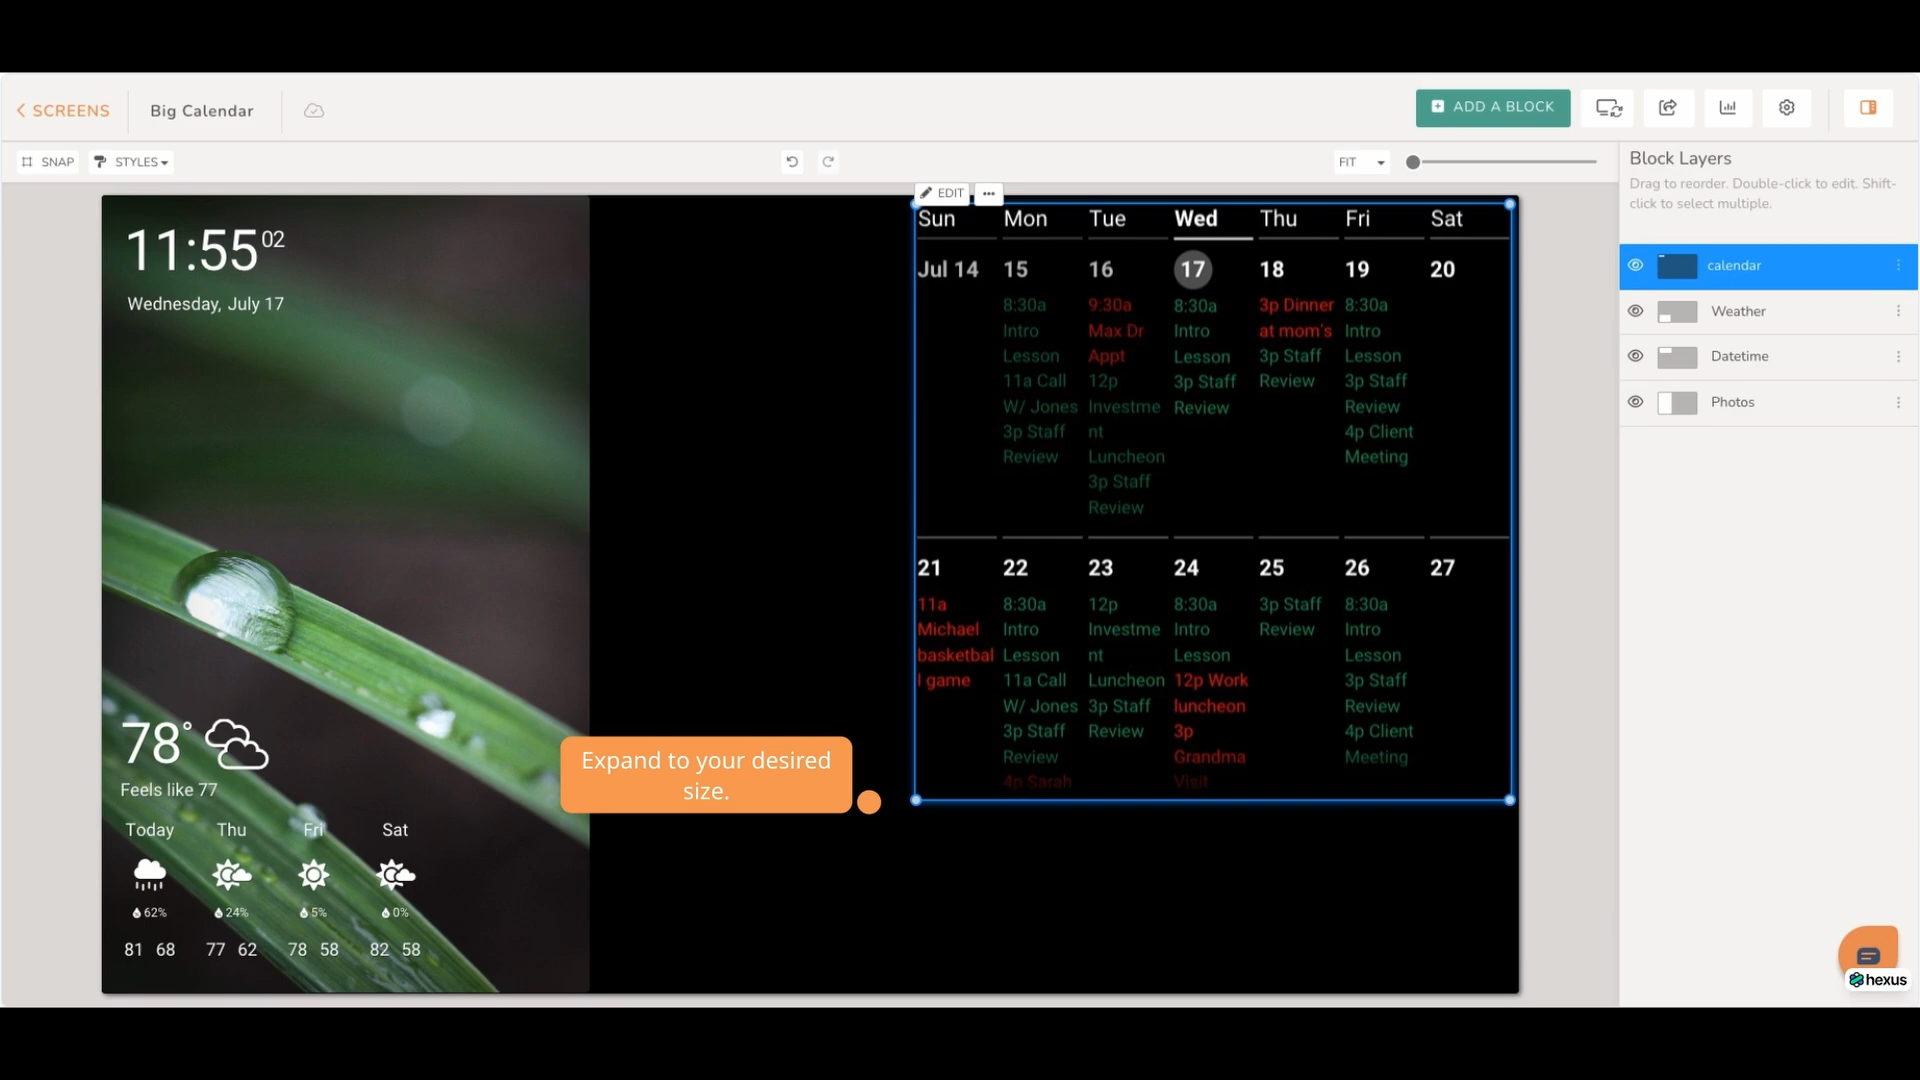 SCREENS
Big Calendar
ADD A BLOCK
SNAP
STYLES
FIT
Block Layers
Drag to reorder. Double-click to edit. Shift-
click to select multiple.
calendar
Weather
Datetime
Photos
11:55 02
Wednesday, July 17
78°
Feels like 77
Today Thu Fri Sat
62% 24% 5% 0%
81 68 77 62 78 58 82 58
Expand to your desired
size.
EDIT
Sun Mon Tue Wed Thu Fri Sat
Jul 14
15
8:30a
Intro
Lesson
11a Call
W/ Jones
3p Staff
Review
16
9:30a
Max Dr
Appt
12p
Investme
nt
Luncheon
3p Staff
Review
17
8:30a
Intro
Lesson
3p Staff
Review
18
3p Dinner
at mom's
3p Staff
Review
19
8:30a
Intro
Lesson
3p Staff
Review
4p Client
Meeting
20
21
11a
Michael
basketbal
l game
22
8:30a
Intro
Lesson
11a Call
W/ Jones
3p Staff
Review
4p Sarah
23
12p
Investme
nt
Luncheon
3p Staff
Review
24
8:30a
Intro
Lesson
12p Work
luncheon
3p
Grandma
Visit
25
3p Staff
Review
26
8:30a
Intro
Lesson
3p Staff
Review
4p Client
Meeting
27
hexus